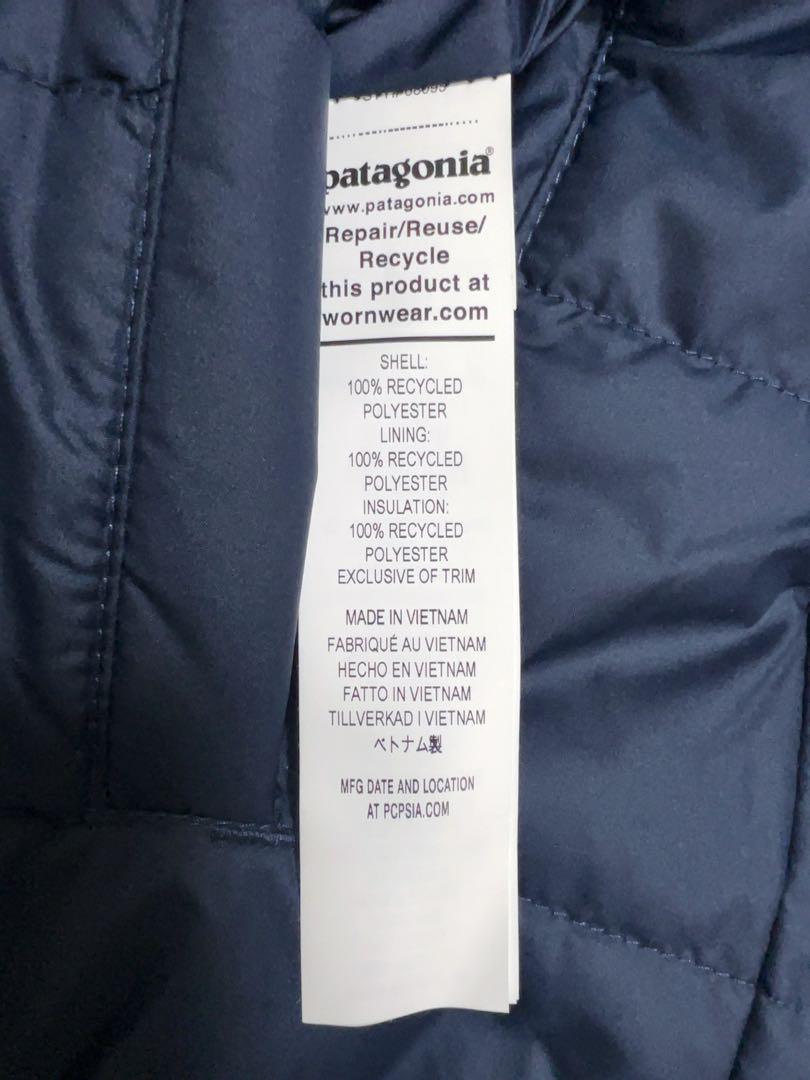 patagonia®
www.patagonia.com
Repair/Reuse/
Recycle
this product at
wornwear.com
SHELL:
100% RECYCLED
POLYESTER
LINING:
100% RECYCLED
POLYESTER
INSULATION:
100% RECYCLED
POLYESTER
EXCLUSIVE OF TRIM
MADE IN VIETNAM
FABRIQUÉ AU VIETNAM
HECHO EN VIETNAM
FATTO IN VIETNAM
TILLVERKAD I VIETNAM
ベトナム製
MFG DATE AND LOCATION
AT PCPSIA.COM